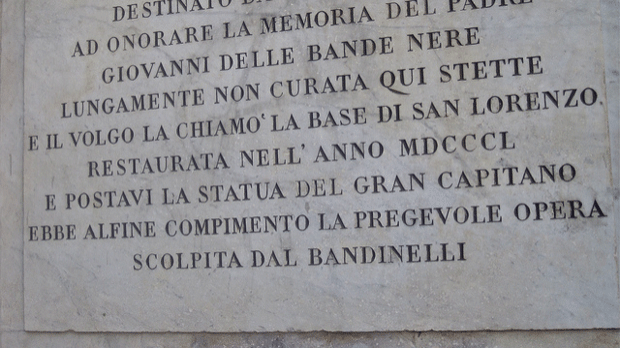 DESTINATO
AD ONORARE LA MEMORIA DEL PADRE
GIOVANNI DELLE BANDE NERE
LUNGAMENTE NON CURATA QUI STETTE
E IL VOLGO LA CHIAMO' LA BASE DI SAN LORENZO
RESTAURATA NELL'ANNO MDCCCL
E POSTAVI LA STATUA DEL GRAN CAPITANO
EBBE ALFINE COMPIMENTO LA PREGEVOLE OPERA
SCOLPITA DAL BANDINELLI